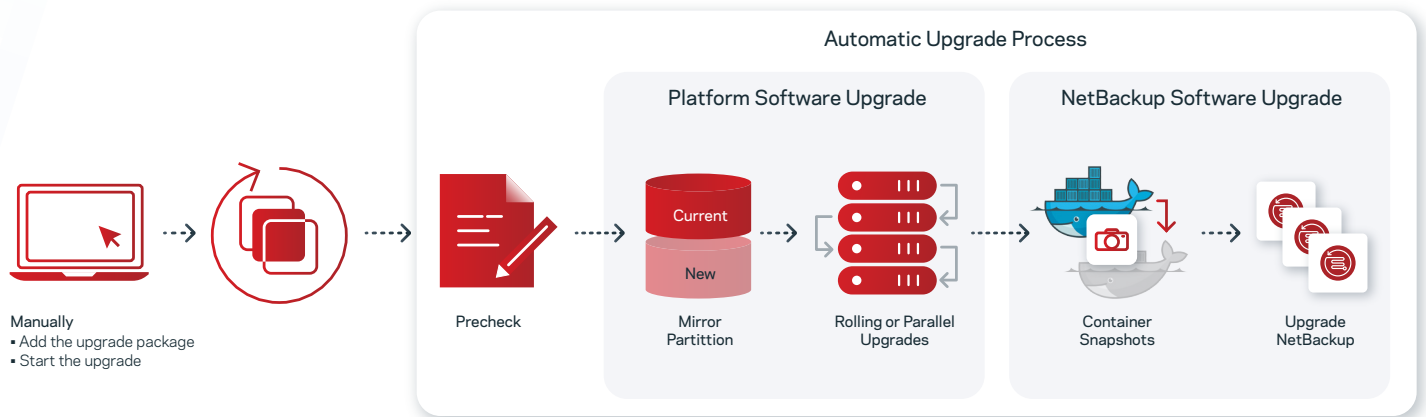 Automatic Upgrade Process
Platform Software Upgrade
NetBackup Software Upgrade
Current
New
Manually
▪ Add the upgrade package
▪ Start the upgrade
Precheck
Mirror
Partition
Rolling or Parallel
Upgrades
Container
Snapshots
Upgrade
NetBackup